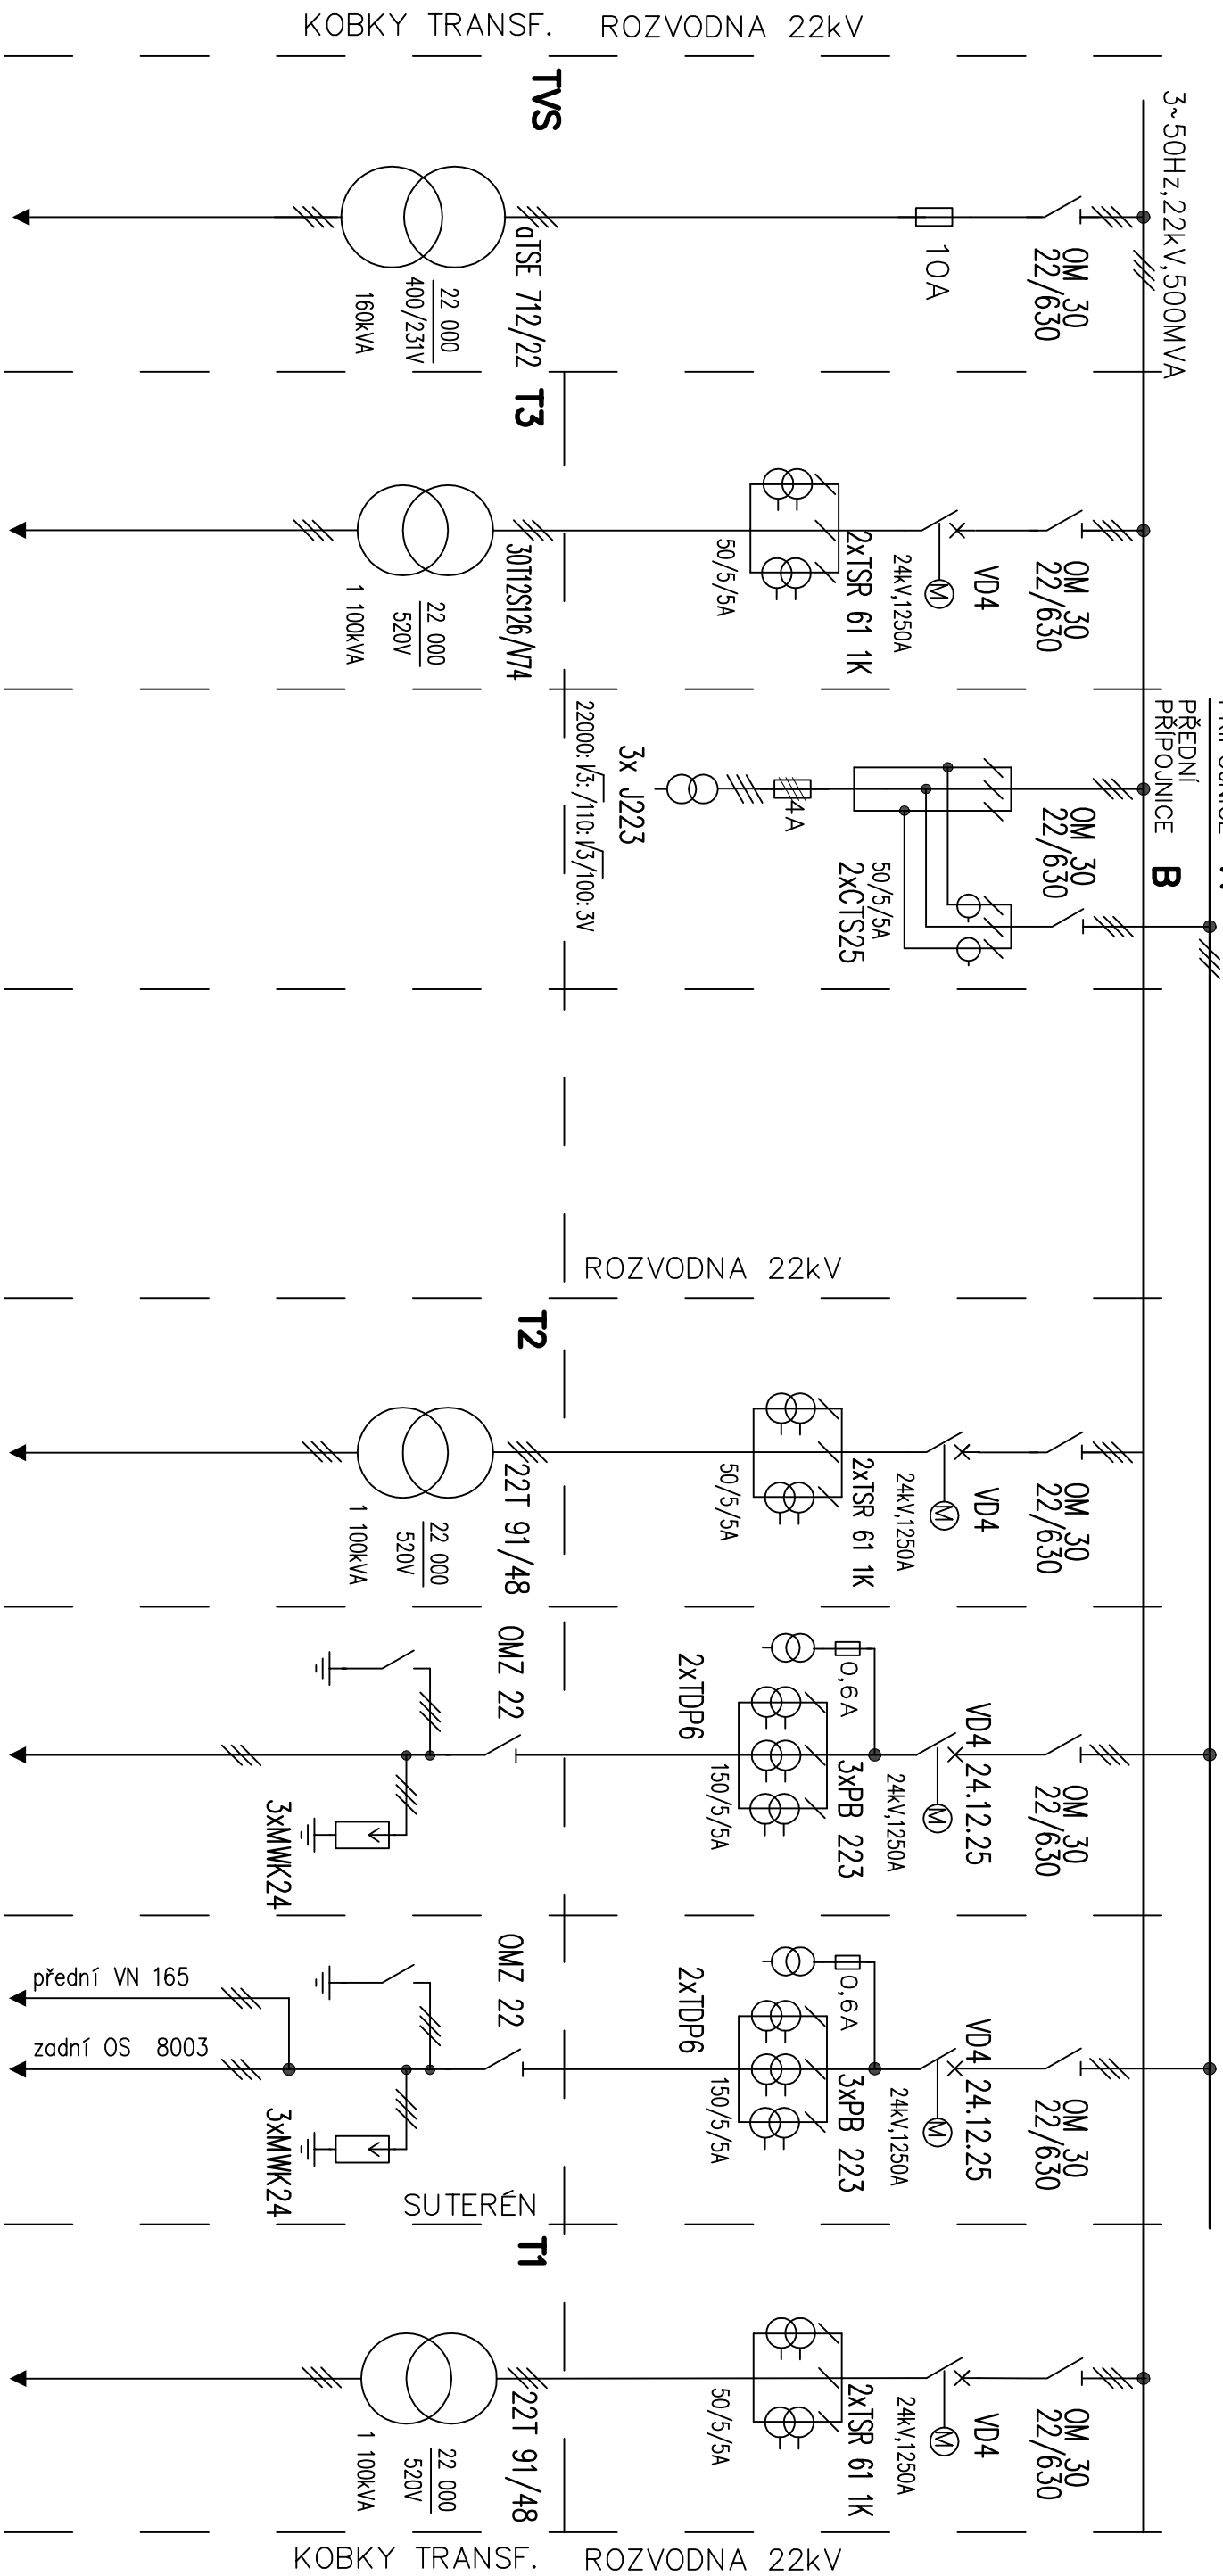 KOBKY TRANSF.
ROZVODNA 22kV
3~50Hz,22kV,500MVA
TVS
OM 30
22/630
10A
aTSE 712/22
22 000
400/231V
160kVA
T3
OM 30
22/630
VD4
24kV,1250A
M
2xTSR 61 1K
50/5/5A
30T12S126/V74
22 000
520V
1 100kVA
PŘEDNÍ
PŘÍPOJNICE
B
OM 30
22/630
50/5/5A
2xCTS25
4A
3x J223
22000:√3:/110:√3/100:3V
ROZVODNA 22kV
T2
OM 30
22/630
VD4
24kV,1250A
M
2xTSR 61 1K
50/5/5A
22T 91/48
22 000
520V
1 100kVA
OM 30
22/630
VD4 24.12.25
24kV,1250A
M
0,6A
3xPB 223
150/5/5A
2xTDP6
OMZ 22
3xMWK24
OM 30
22/630
VD4 24.12.25
24kV,1250A
M
0,6A
3xPB 223
150/5/5A
2xTDP6
OMZ 22
3xMWK24
přední VN 165
zadní OS 8003
SUTERÉN
T1
OM 30
22/630
VD4
24kV,1250A
M
2xTSR 61 1K
50/5/5A
22T 91/48
22 000
520V
1 100kVA
KOBKY TRANSF.
ROZVODNA 22kV